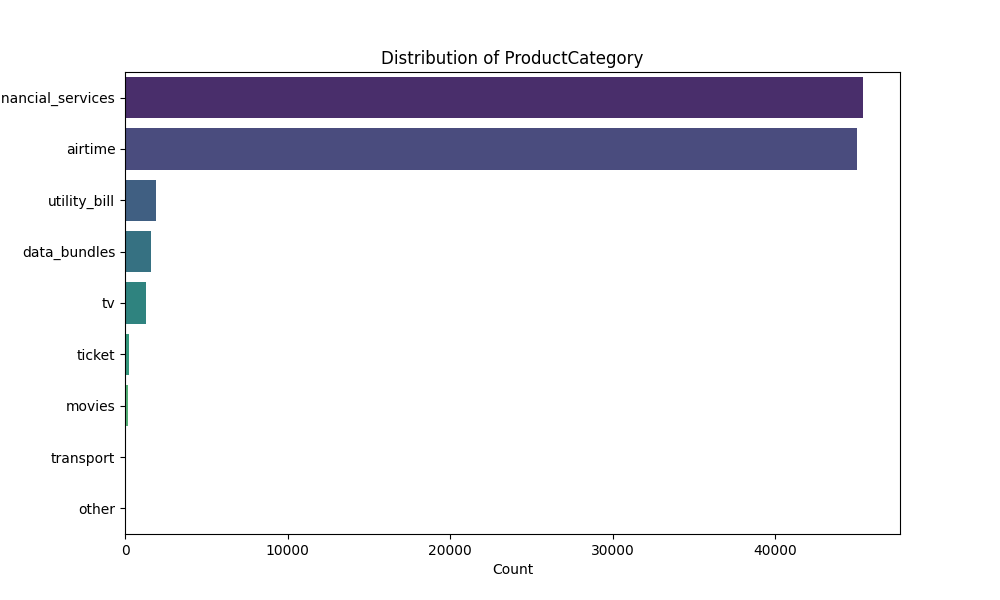 Distribution of ProductCategory
nancial_services
airtime
utility_bill
data_bundles
tv
ticket
movies
transport
other
0 10000 20000 30000 40000
Count